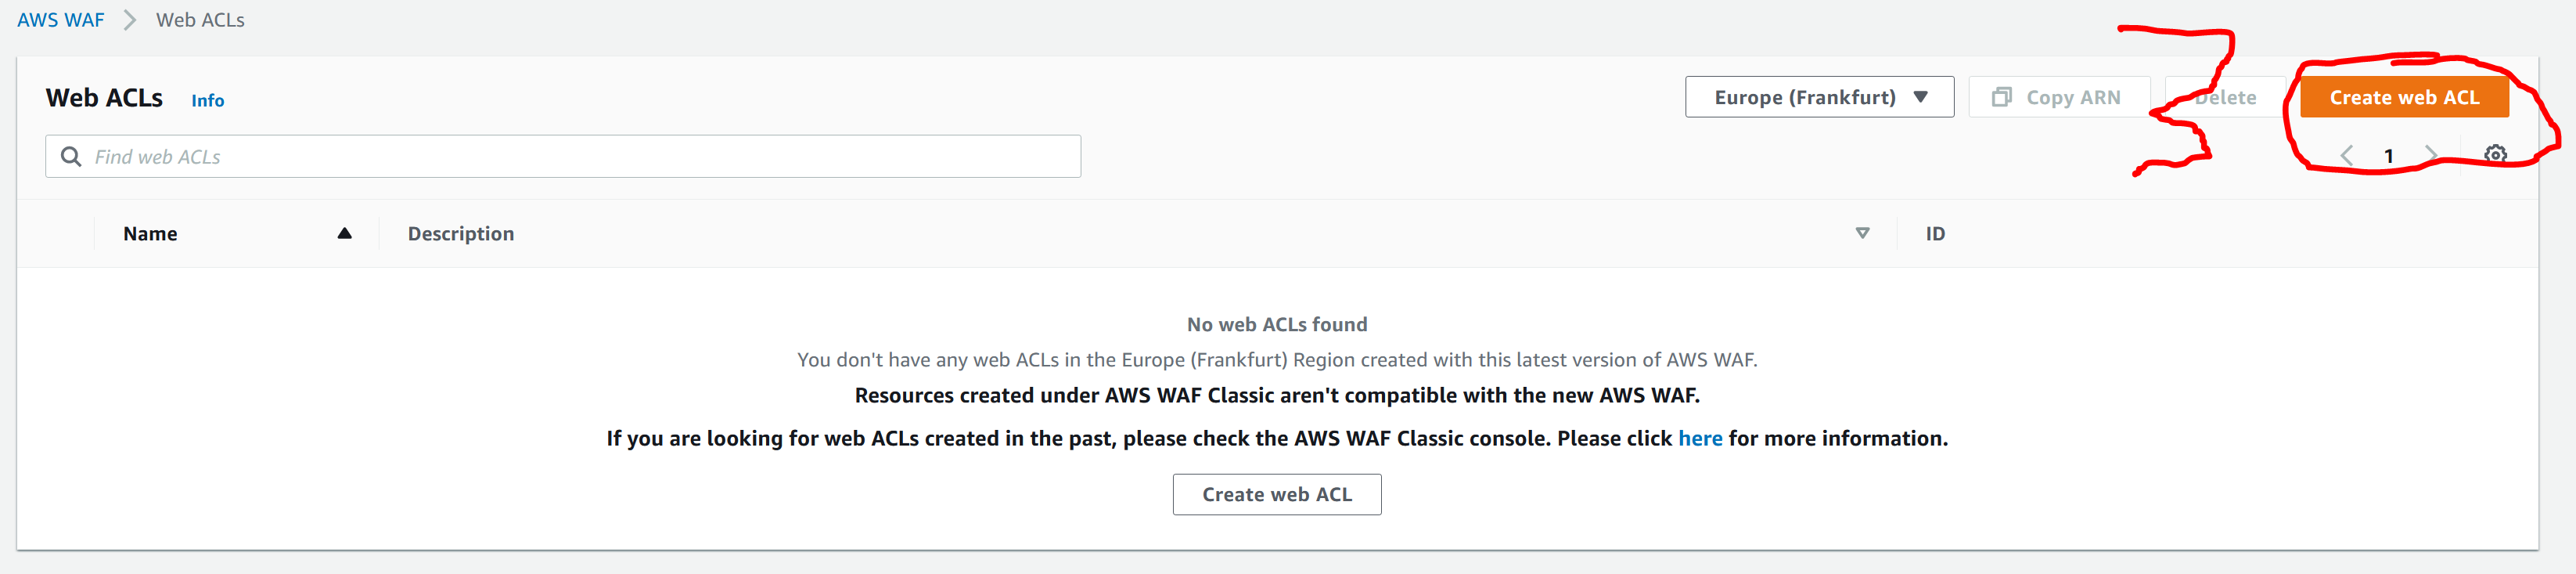 AWS WAF > Web ACLs
Web ACLs Info
Europe (Frankfurt) Copy ARN Delete Create web ACL
3
Find web ACLs
1
Name Description ID
No web ACLs found
You don't have any web ACLs in the Europe (Frankfurt) Region created with this latest version of AWS WAF.
Resources created under AWS WAF Classic aren't compatible with the new AWS WAF.
If you are looking for web ACLs created in the past, please check the AWS WAF Classic console. Please click here for more information.
Create web ACL